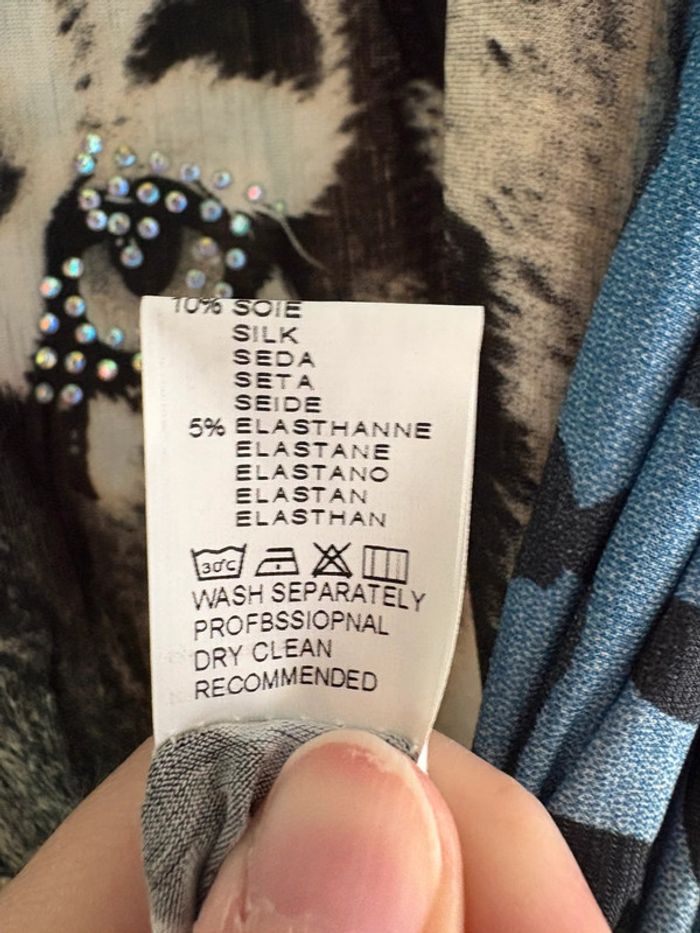 10% SOIE
SILK
SEDA
SETA
SEIDE
5% ELASTHANNE
ELASTANE
ELASTANO
ELASTAN
ELASTHAN
30°C
WASH SEPARATELY
PROFBSSIOPNAL
DRY CLEAN
RECOMMENDED